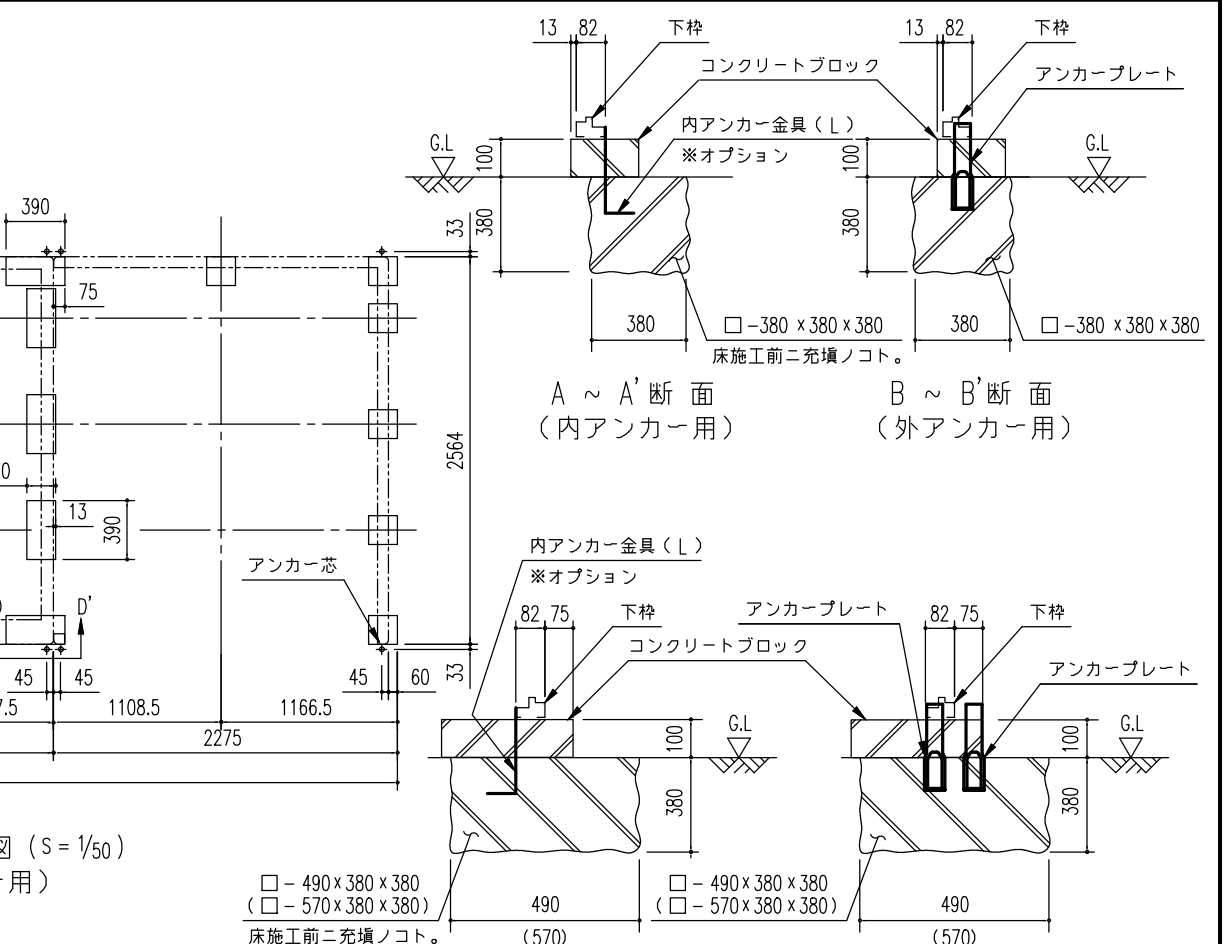 13 82
下枠
コンクリートブロック
内アンカー金具(L)
※オプション
G.L
100
380
380
□-380×380×380
床施工前ニ充填ノコト。
A ~ A'断 面
(内アンカー用)
13 82
下枠
アンカープレート
G.L
100
380
380
□-380×380×380
B ~ B'断 面
(外アンカー用)
390
75
33
2564
13
390
アンカー芯
D'
45 45
45 60
33
1108.5
1166.5
2275
図 (S=1/50)
用)
内アンカー金具(L)
※オプション
82 75
下枠
コンクリートブロック
G.L
100
380
□-490×380×380
(□-570×380×380)
床施工前ニ充填ノコト。
490
(570)
アンカープレート
82 75
下枠
アンカープレート
G.L
100
380
□-490×380×380
(□-570×380×380)
490
(570)